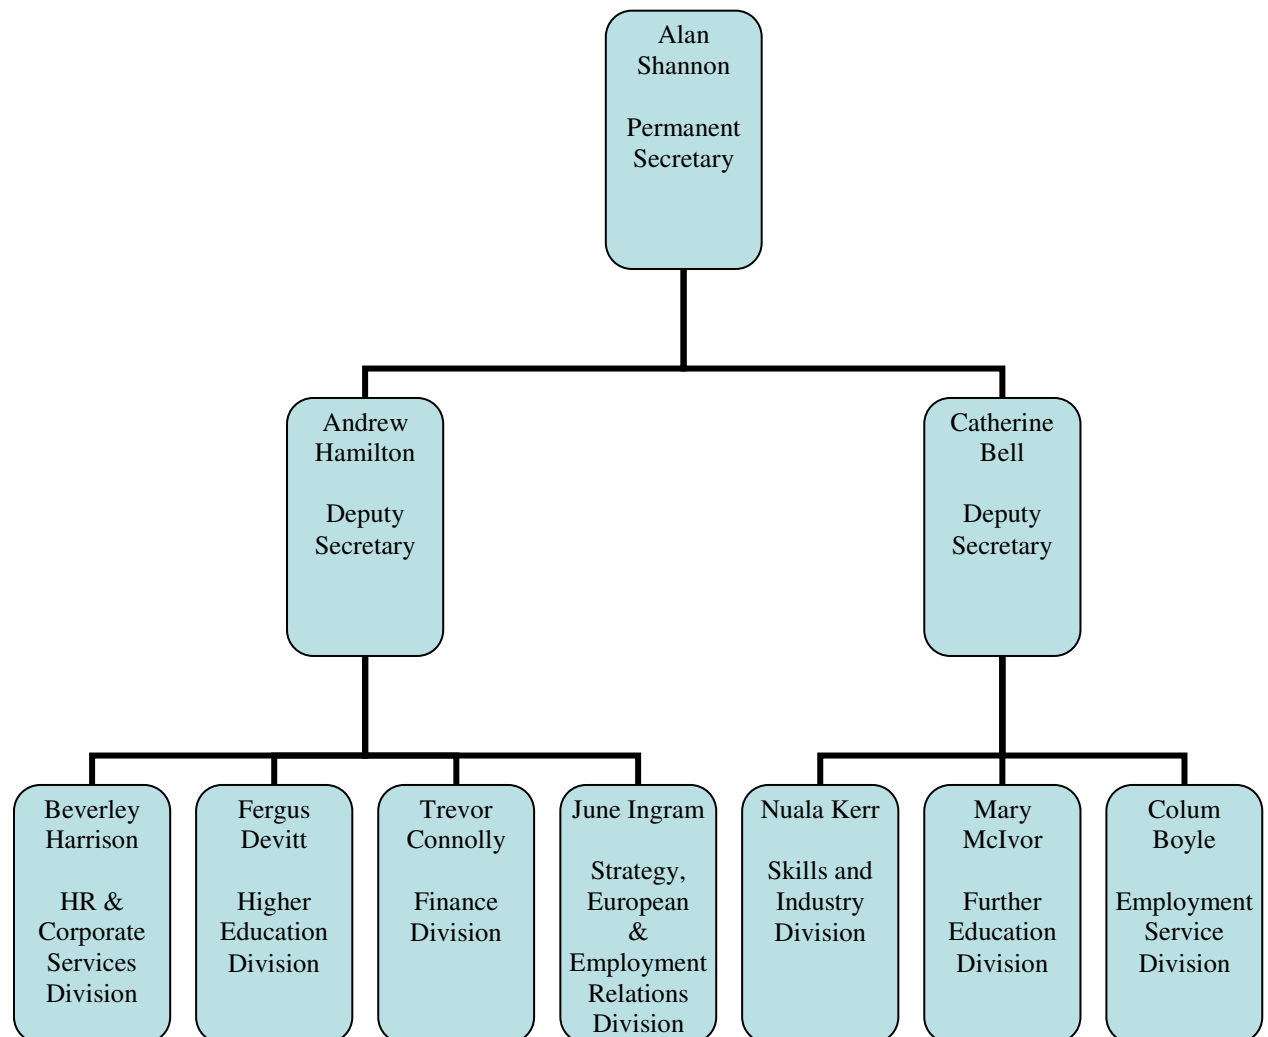 Alan
Shannon
Permanent
Secretary
Andrew
Hamilton
Deputy
Secretary
Catherine
Bell
Deputy
Secretary
Beverley
Harrison
HR &
Corporate
Services
Division
Fergus
Devitt
Higher
Education
Division
Trevor
Connolly
Finance
Division
June Ingram
Strategy,
European
&
Employment
Relations
Division
Nuala Kerr
Skills and
Industry
Division
Mary
McIvor
Further
Education
Division
Colum
Boyle
Employment
Service
Division